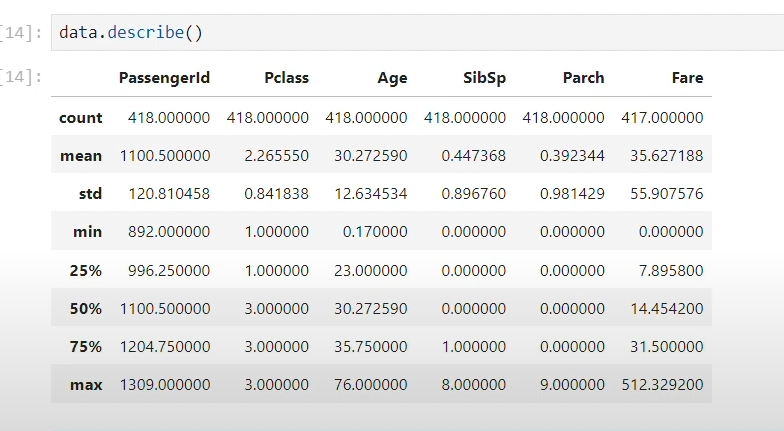 [14]: data.describe()
[14]: PassengerId Pclass Age SibSp Parch Fare
count 418.000000 418.000000 418.000000 418.000000 418.000000 417.000000
mean 1100.500000 2.265550 30.272590 0.447368 0.392344 35.627188
std 120.810458 0.841838 12.634534 0.896760 0.981429 55.907576
min 892.000000 1.000000 0.170000 0.000000 0.000000 0.000000
25% 996.250000 1.000000 23.000000 0.000000 0.000000 7.895800
50% 1100.500000 3.000000 30.272590 0.000000 0.000000 14.454200
75% 1204.750000 3.000000 35.750000 1.000000 0.000000 31.500000
max 1309.000000 3.000000 76.000000 8.000000 9.000000 512.329200